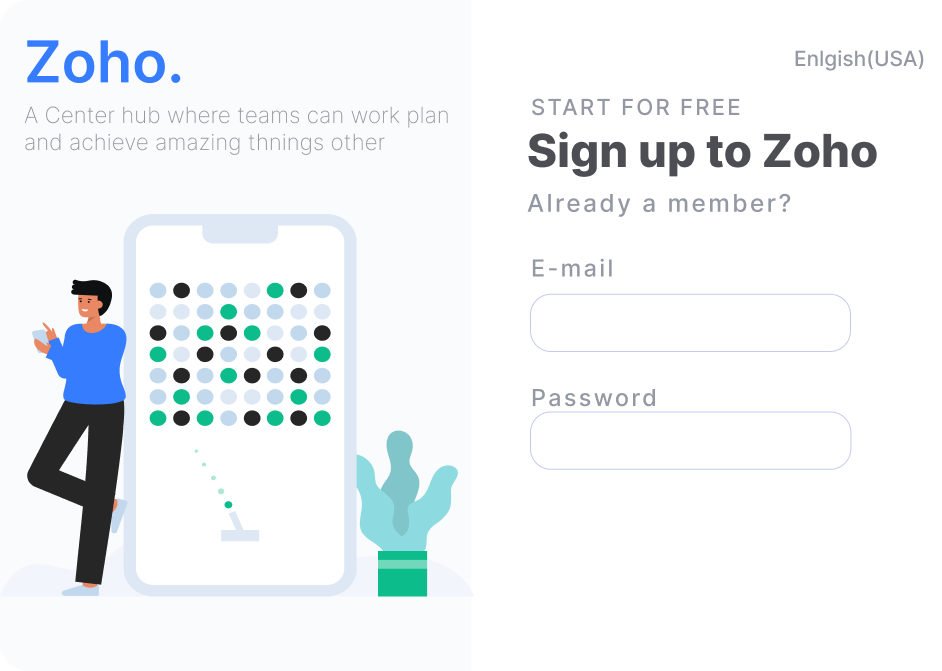 Zoho.
A Center hub where teams can work plan
and achieve amazing thnings other
Enlgish(USA)
START FOR FREE
Sign up to Zoho
Already a member?
E-mail
Password